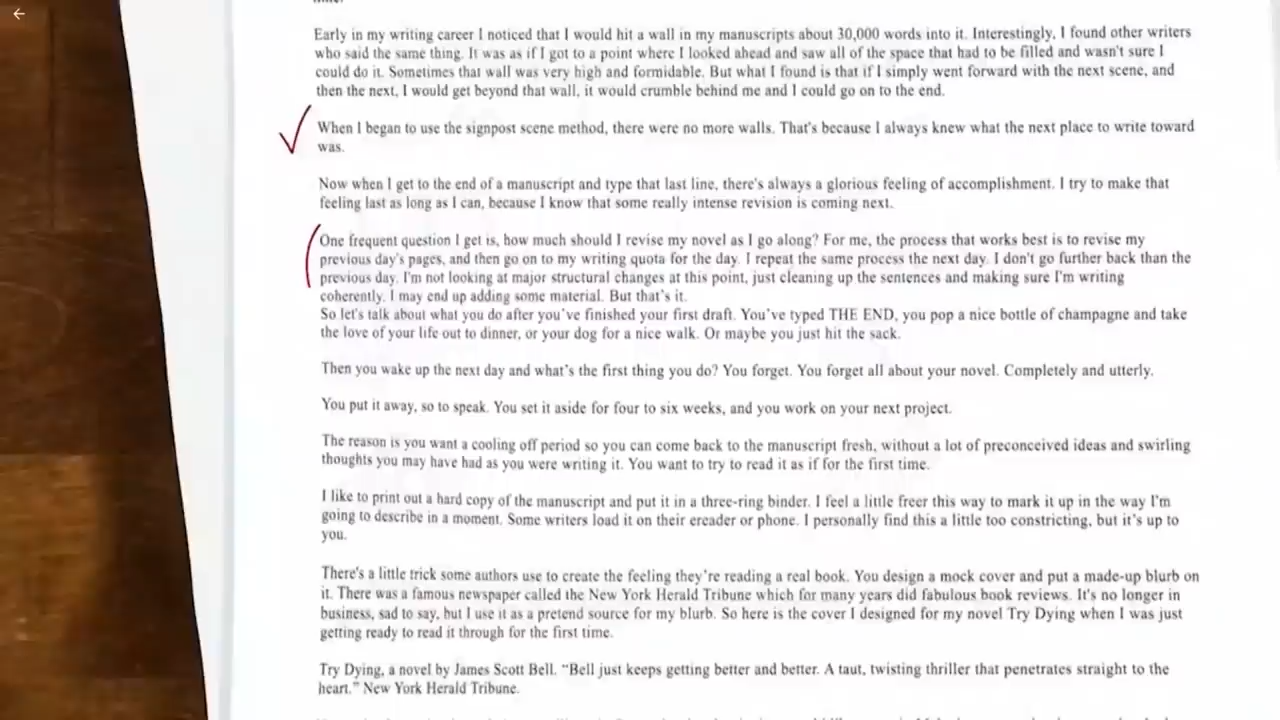 Early in my writing career I noticed that I would hit a wall in my manuscripts about 30,000 words into it. Interestingly, I found other writers
who said the same thing. It was as if I got to a point where I looked ahead and saw all of the space that had to be filled and wasn't sure I
could do it. Sometimes that wall was very high and formidable. But what I found is that if I simply went forward with the next scene, and
then the next, I would get beyond that wall, it would crumble behind me and I could go on to the end.
When I began to use the signpost scene method, there were no more walls. That's because I always knew what the next place to write toward
was.
Now when I get to the end of a manuscript and type that last line, there's always a glorious feeling of accomplishment. I try to make that
feeling last as long as I can, because I know that some really intense revision is coming next.
One frequent question I get is, how much should I revise my novel as I go along? For me, the process that works best is to revise my
previous day's pages, and then go on to my writing quota for the day. I repeat the same process the next day. I don't go further back than the
previous day. I'm not looking at major structural changes at this point, just cleaning up the sentences and making sure I'm writing
coherently. I may end up adding some material. But that's it.
So let's talk about what you do after you've finished your first draft. You've typed THE END, you pop a nice bottle of champagne and take
the love of your life out to dinner, or your dog for a nice walk. Or maybe you just hit the sack.
Then you wake up the next day and what's the first thing you do? You forget. You forget all about your novel. Completely and utterly.
You put it away, so to speak. You set it aside for four to six weeks, and you work on your next project.
The reason is you want a cooling off period so you can come back to the manuscript fresh, without a lot of preconceived ideas and swirling
thoughts you may have had as you were writing it. You want to try to read it as if for the first time.
I like to print out a hard copy of the manuscript and put it in a three-ring binder. I feel a little freer this way to mark it up in the way I'm
going to describe in a moment. Some writers load it on their ereader or phone. I personally find this a little too constricting, but it's up to
you.
There's a little trick some authors use to create the feeling they're reading a real book. You design a mock cover and put a made-up blurb on
it. There was a famous newspaper called the New York Herald Tribune which for many years did fabulous book reviews. It's no longer in
business, sad to say, but I use it as a pretend source for my blurb. So here is the cover I designed for my novel Try Dying when I was just
getting ready to read it through for the first time.
Try Dying, a novel by James Scott Bell. "Bell just keeps getting better and better. A taut, twisting thriller that penetrates straight to the
heart." New York Herald Tribune.